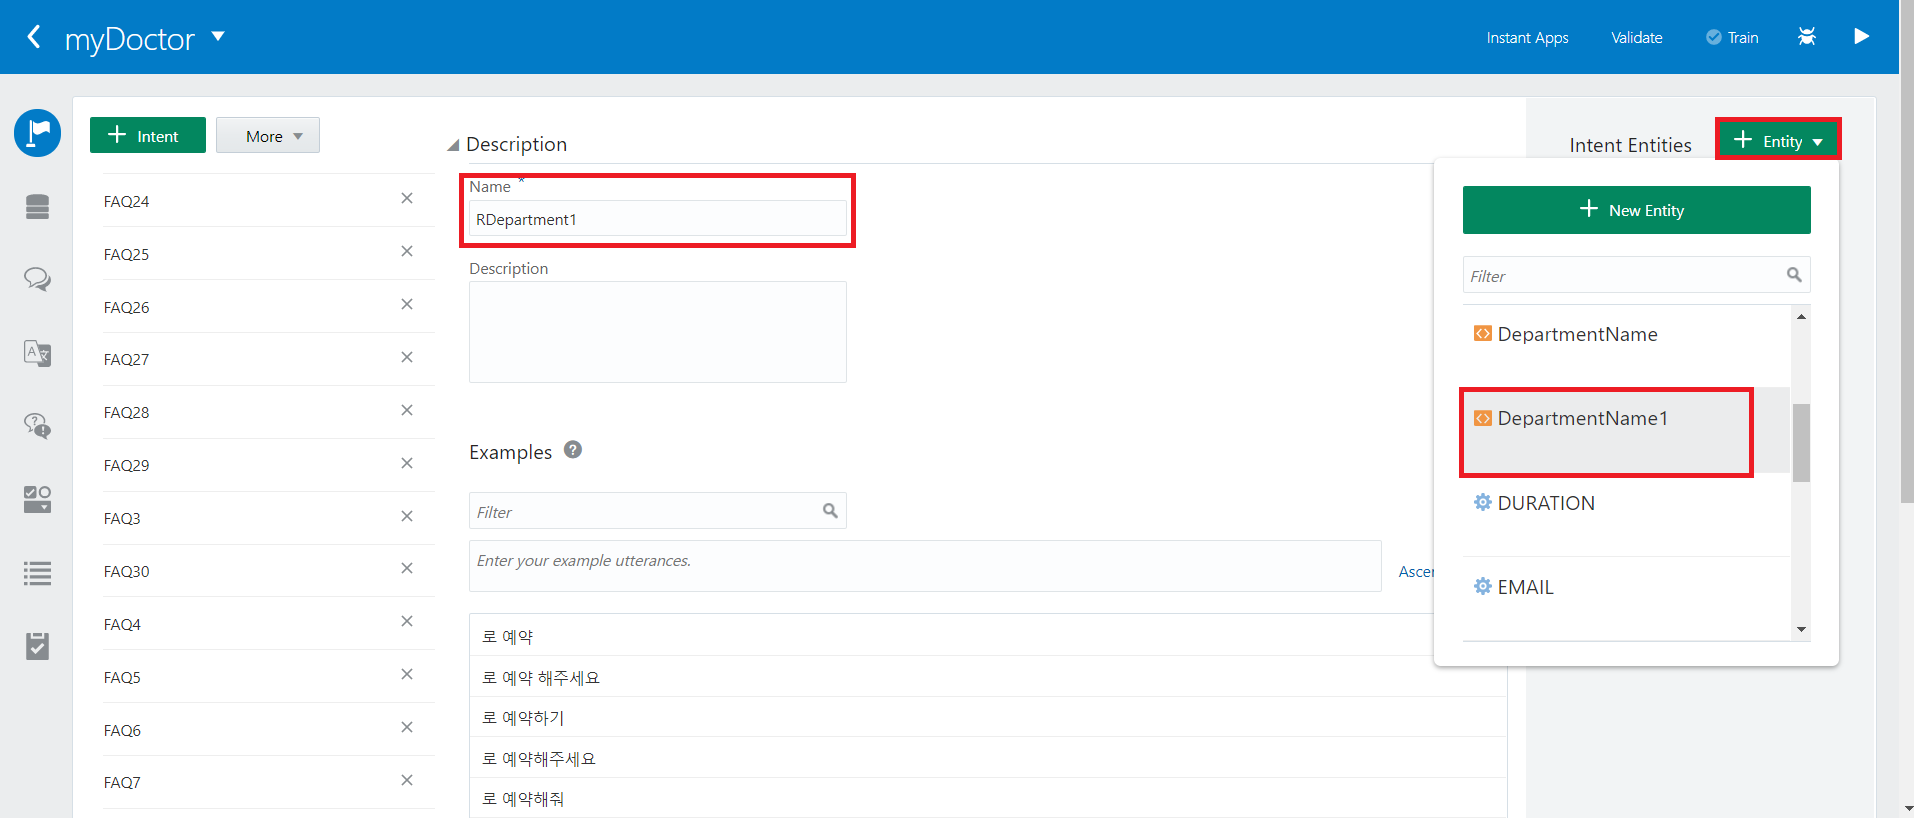 myDoctor
Instant Apps
Validate
Train
Intent
More
FAQ24
FAQ25
FAQ26
FAQ27
FAQ28
FAQ29
FAQ3
FAQ30
FAQ4
FAQ5
FAQ6
FAQ7
Description
Name *
RDepartment1
Description
Examples ?
Filter
Enter your example utterances.
Ascen
로 예약
로 예약 해주세요
로 예약하기
로 예약해주세요
로 예약해줘
Intent Entities
Entity
New Entity
Filter
DepartmentName
DepartmentName1
DURATION
EMAIL